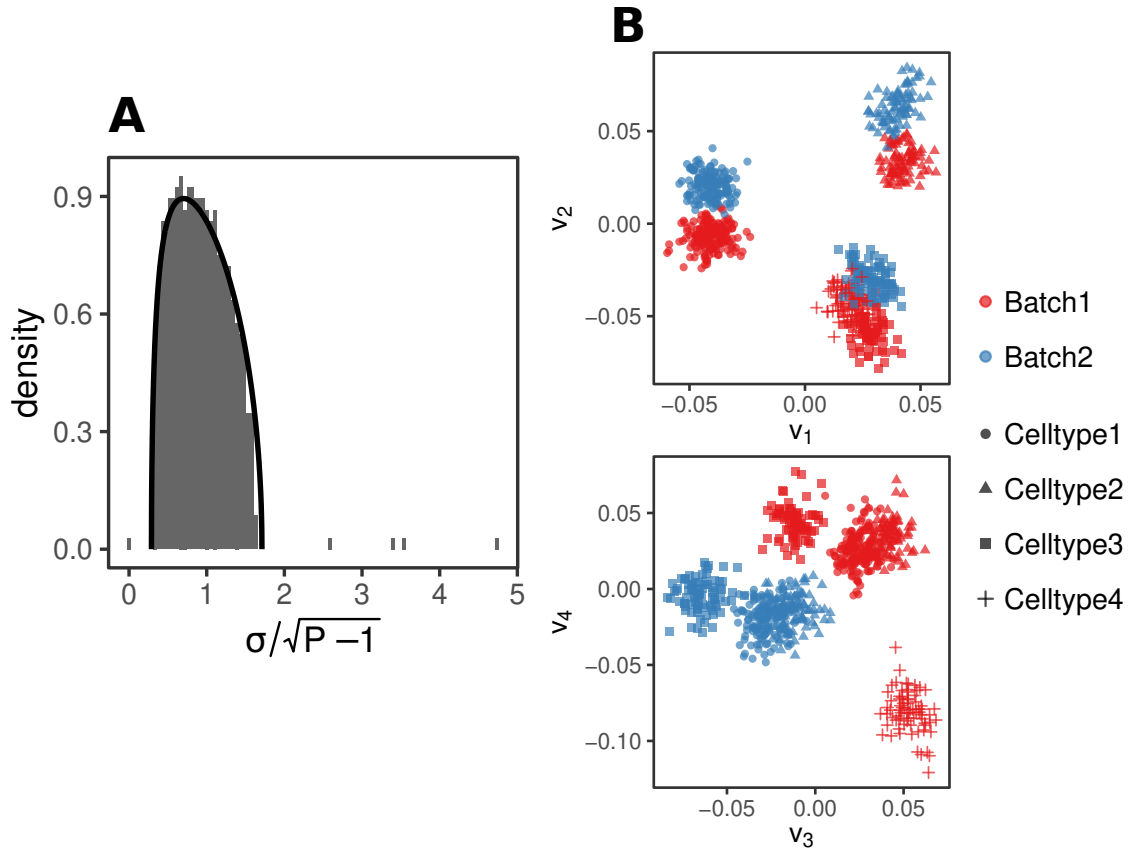 A
0.9
0.6
0.3
0.0
density
0 1 2 3 4 5
σ/√P −1
B
0.05
0.00
−0.05
v2
−0.05 0.00 0.05
v1
0.05
0.00
−0.05
−0.10
v4
−0.05 0.00 0.05
v3
Batch1
Batch2
Celltype1
Celltype2
Celltype3
Celltype4